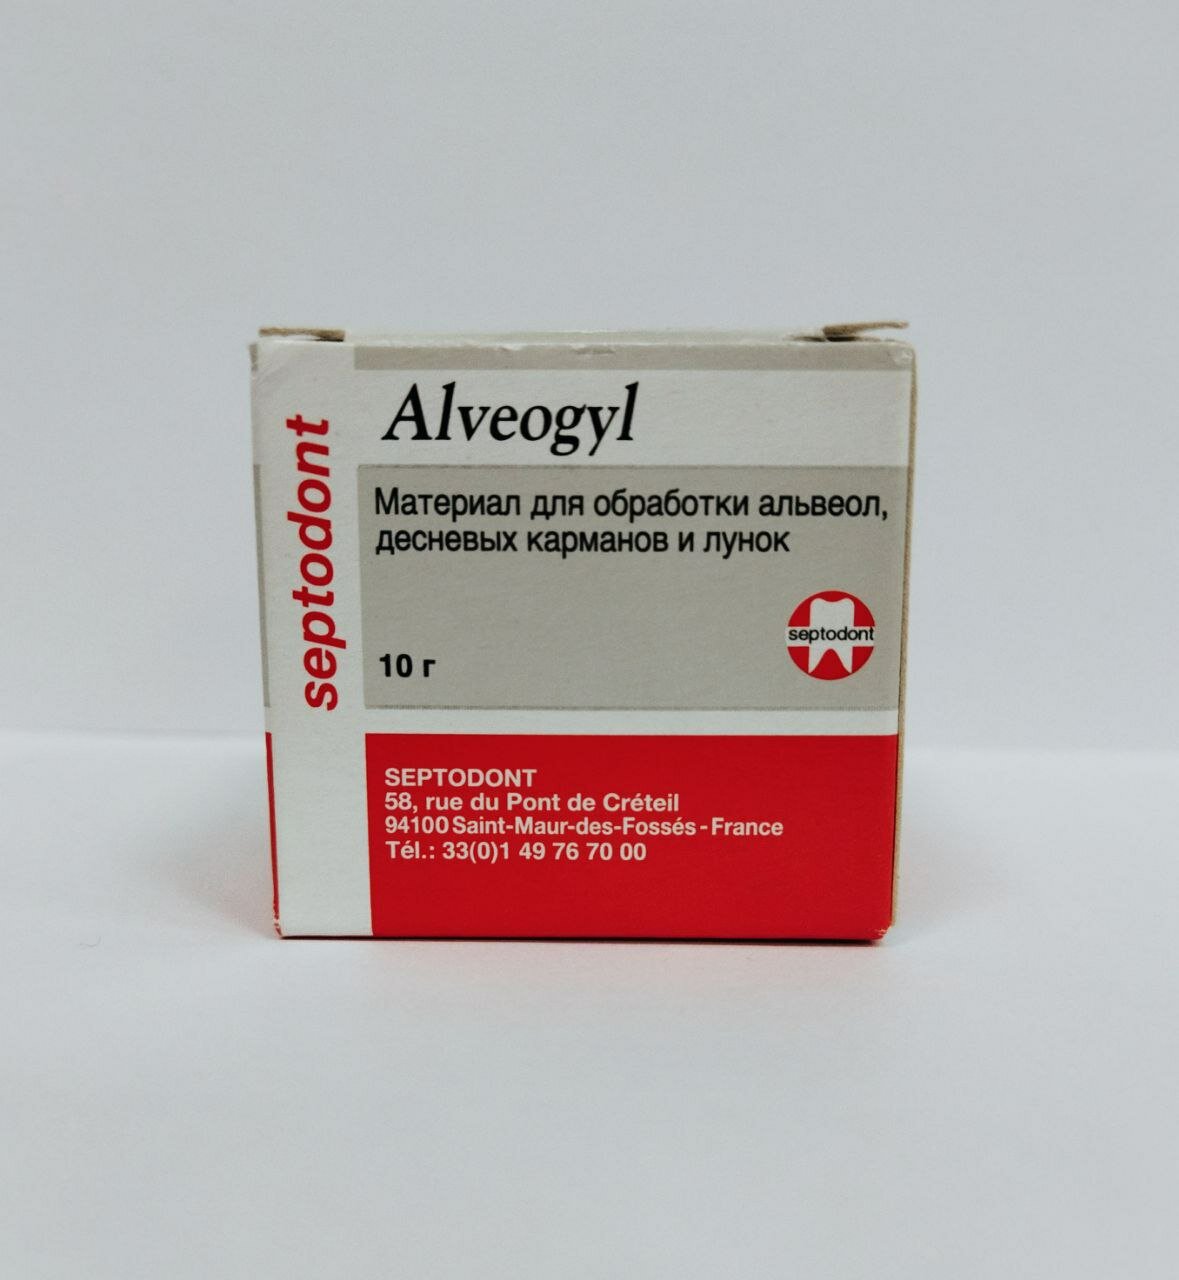 septodont
Alveogyl
Материал для обработки альвеол,
десневых карманов и лунок
septodont
10 г
SEPTODONT
58, rue du Pont de Créteil
94100 Saint-Maur-des-Fossés - France
Tél.: 33(0)1 49 76 70 00